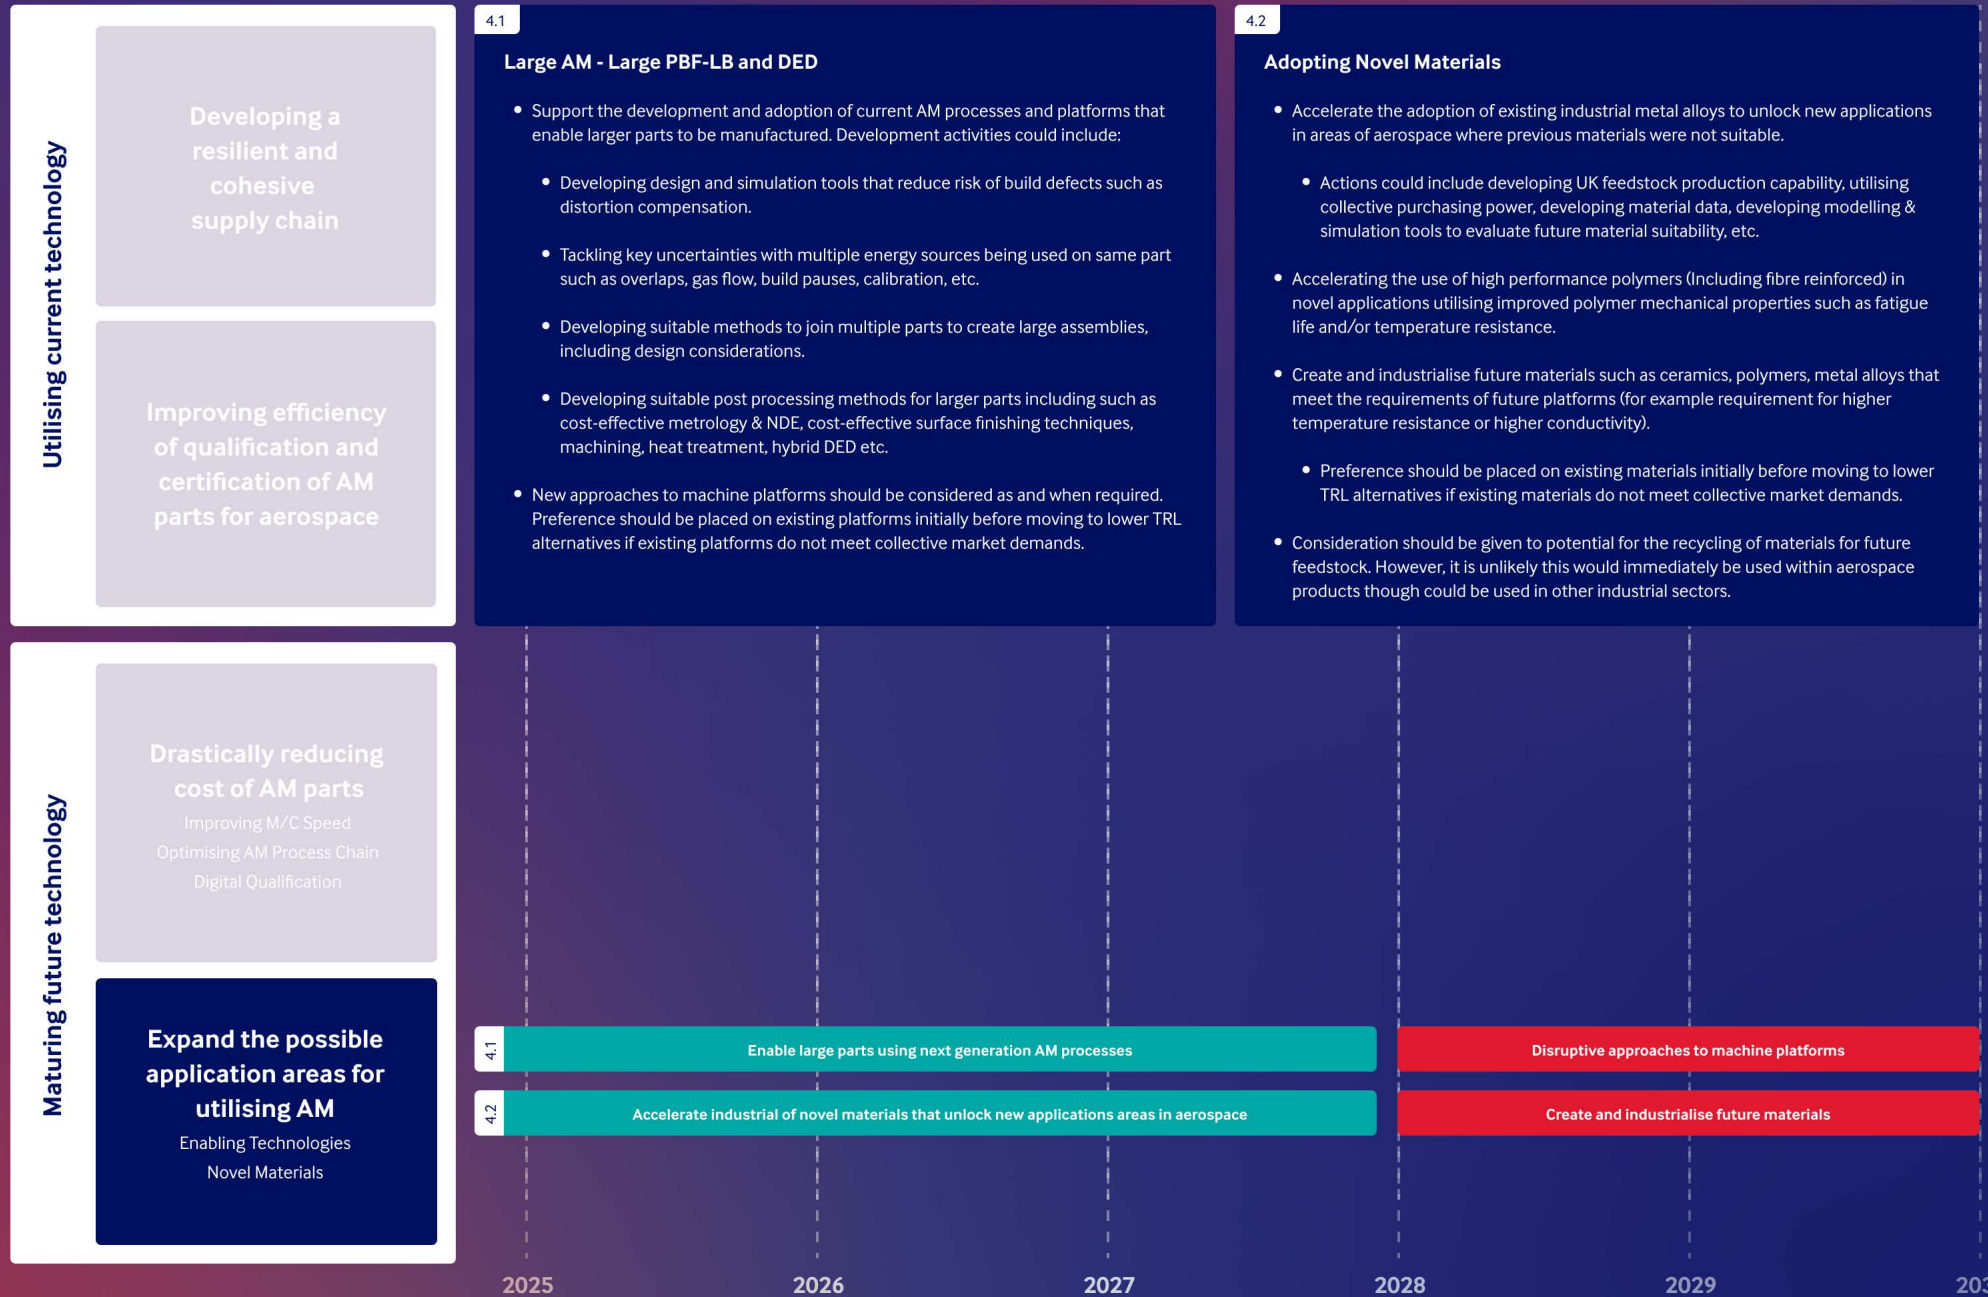 Utilising current technology
Developing a
resilient and
cohesive
supply chain
Improving efficiency
of qualification and
certification of AM
parts for aerospace
4.1
Large AM - Large PBF-LB and DED
• Support the development and adoption of current AM processes and platforms that
enable larger parts to be manufactured. Development activities could include:
• Developing design and simulation tools that reduce risk of build defects such as
distortion compensation.
• Tackling key uncertainties with multiple energy sources being used on same part
such as overlaps, gas flow, build pauses, calibration, etc.
• Developing suitable methods to join multiple parts to create large assemblies,
including design considerations.
• Developing suitable post processing methods for larger parts including such as
cost-effective metrology & NDE, cost-effective surface finishing techniques,
machining, heat treatment, hybrid DED etc.
• New approaches to machine platforms should be considered as and when required.
Preference should be placed on existing platforms initially before moving to lower TRL
alternatives if existing platforms do not meet collective market demands.
4.2
Adopting Novel Materials
• Accelerate the adoption of existing industrial metal alloys to unlock new applications
in areas of aerospace where previous materials were not suitable.
• Actions could include developing UK feedstock production capability, utilising
collective purchasing power, developing material data, developing modelling &
simulation tools to evaluate future material suitability, etc.
• Accelerating the use of high performance polymers (Including fibre reinforced) in
novel applications utilising improved polymer mechanical properties such as fatigue
life and/or temperature resistance.
• Create and industrialise future materials such as ceramics, polymers, metal alloys that
meet the requirements of future platforms (for example requirement for higher
temperature resistance or higher conductivity).
• Preference should be placed on existing materials initially before moving to lower
TRL alternatives if existing materials do not meet collective market demands.
• Consideration should be given to potential for the recycling of materials for future
feedstock. However, it is unlikely this would immediately be used within aerospace
products though could be used in other industrial sectors.
Maturing future technology
Drastically reducing
cost of AM parts
Improving M/C Speed
Optimising AM Process Chain
Digital Qualification
Expand the possible
application areas for
utilising AM
Enabling Technologies
Novel Materials
4.1
Enable large parts using next generation AM processes
Disruptive approaches to machine platforms
4.2
Accelerate industrial of novel materials that unlock new applications areas in aerospace
Create and industrialise future materials
2025
2026
2027
2028
2029